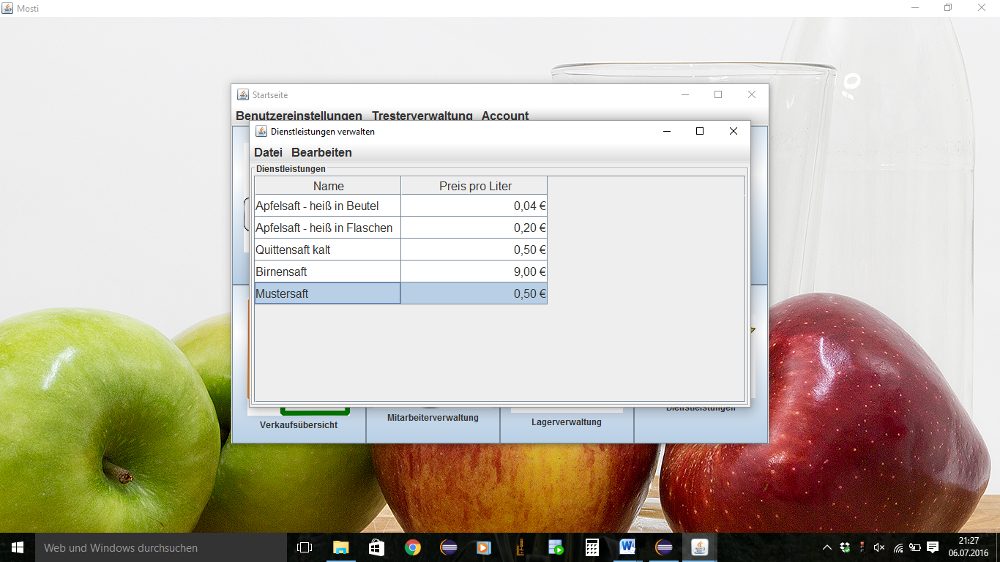 Mosti
Startseite
Benutzereinstellungen Tresterverwaltung Account
Dienstleistungen verwalten
Datei Bearbeiten
Dienstleistungen
Name Preis pro Liter
Apfelsaft - heiß in Beutel 0,04 €
Apfelsaft - heiß in Flaschen 0,20 €
Quittensaft kalt 0,50 €
Birnensaft 9,00 €
Mustersaft 0,50 €
Verkaufsübersicht Mitarbeiterverwaltung Lagerverwaltung Dienstleistungen
Web und Windows durchsuchen
21:27
06.07.2016